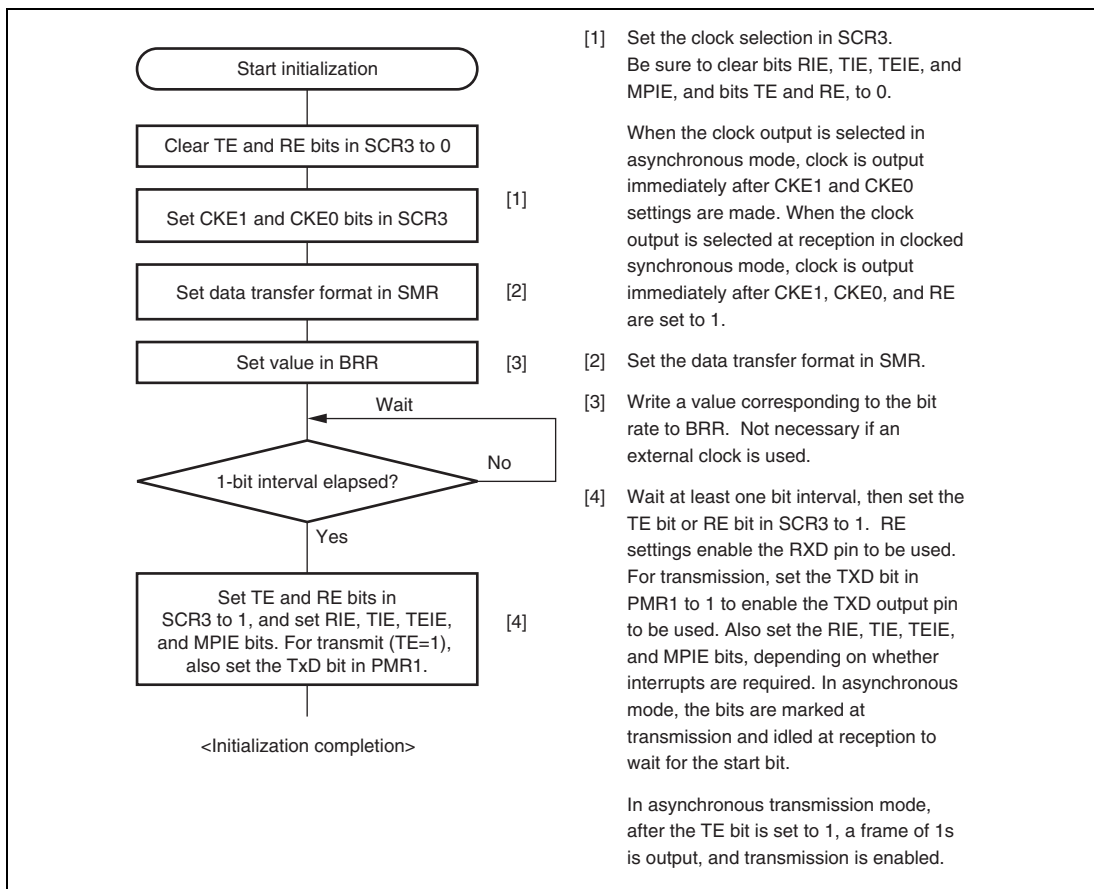 Start initialization
Clear TE and RE bits in SCR3 to 0
Set CKE1 and CKE0 bits in SCR3
[1]
Set data transfer format in SMR
[2]
Set value in BRR
[3]
Wait
1-bit interval elapsed?
No
Yes
Set TE and RE bits in
SCR3 to 1, and set RIE, TIE, TEIE,
and MPIE bits. For transmit (TE=1),
also set the TxD bit in PMR1.
[4]
<Initialization completion>
[1] Set the clock selection in SCR3.
Be sure to clear bits RIE, TIE, TEIE, and
MPIE, and bits TE and RE, to 0.
When the clock output is selected in
asynchronous mode, clock is output
immediately after CKE1 and CKE0
settings are made. When the clock
output is selected at reception in clocked
synchronous mode, clock is output
immediately after CKE1, CKE0, and RE
are set to 1.
[2] Set the data transfer format in SMR.
[3] Write a value corresponding to the bit
rate to BRR. Not necessary if an
external clock is used.
[4] Wait at least one bit interval, then set the
TE bit or RE bit in SCR3 to 1. RE
settings enable the RXD pin to be used.
For transmission, set the TXD bit in
PMR1 to 1 to enable the TXD output pin
to be used. Also set the RIE, TIE, TEIE,
and MPIE bits, depending on whether
interrupts are required. In asynchronous
mode, the bits are marked at
transmission and idled at reception to
wait for the start bit.
In asynchronous transmission mode,
after the TE bit is set to 1, a frame of 1s
is output, and transmission is enabled.